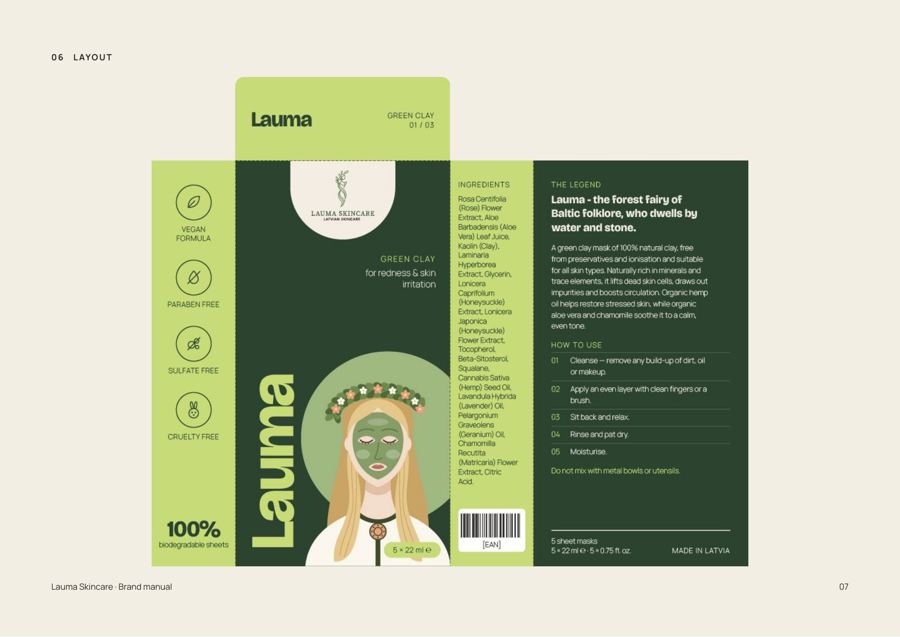 06 LAYOUT
Lauma
GREEN CLAY
01 / 03
VEGAN
FORMULA
PARABEN FREE
SULFATE FREE
CRUELTY FREE
100%
biodegradable sheets
LAUMA SKINCARE
LATVIAN SKINCARE
GREEN CLAY
for redness & skin
irritation
Lauma
5 × 22 ml ℮
INGREDIENTS
Rosa Centifolia
(Rose) Flower
Extract, Aloe
Barbadensis (Aloe
Vera) Leaf Juice,
Kaolin (Clay),
Laminaria
Hyperborea
Extract, Glycerin,
Lonicera
Caprifolium
(Honeysuckle)
Extract, Lonicera
Japonica
(Honeysuckle)
Flower Extract,
Tocopherol,
Beta-Sitosterol,
Squalane,
Cannabis Sativa
(Hemp) Seed Oil,
Lavandula Hybrida
(Lavender) Oil,
Pelargonium
Graveolens
(Geranium) Oil,
Chamomilla
Recutita
(Matricaria) Flower
Extract, Citric
Acid.
[EAN]
THE LEGEND
Lauma - the forest fairy of
Baltic folklore, who dwells by
water and stone.
A green clay mask of 100% natural clay, free
from preservatives and ionisation and suitable
for all skin types. Naturally rich in minerals and
trace elements, it lifts dead skin cells, draws out
impurities and boosts circulation. Organic hemp
oil helps restore stressed skin, while organic
aloe vera and chamomile soothe it to a calm,
even tone.
HOW TO USE
01 Cleanse — remove any build-up of dirt, oil
or makeup.
02 Apply an even layer with clean fingers or a
brush.
03 Sit back and relax.
04 Rinse and pat dry.
05 Moisturise.
Do not mix with metal bowls or utensils.
5 sheet masks
5 × 22 ml ℮ · 5 × 0.75 fl. oz.
MADE IN LATVIA
Lauma Skincare · Brand manual
07